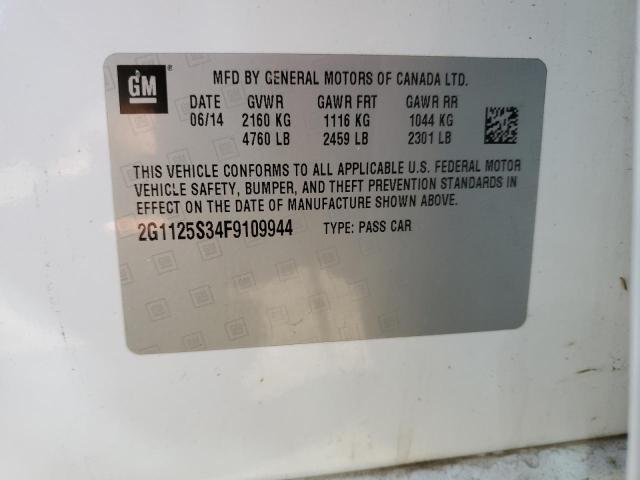 GM ®
MFD BY GENERAL MOTORS OF CANADA LTD.
DATE GVWR GAWR FRT GAWR RR
06/14 2160 KG 1116 KG 1044 KG
4760 LB 2459 LB 2301 LB
THIS VEHICLE CONFORMS TO ALL APPLICABLE U.S. FEDERAL MOTOR
VEHICLE SAFETY, BUMPER, AND THEFT PREVENTION STANDARDS IN
EFFECT ON THE DATE OF MANUFACTURE SHOWN ABOVE.
2G1125S34F9109944 TYPE: PASS CAR